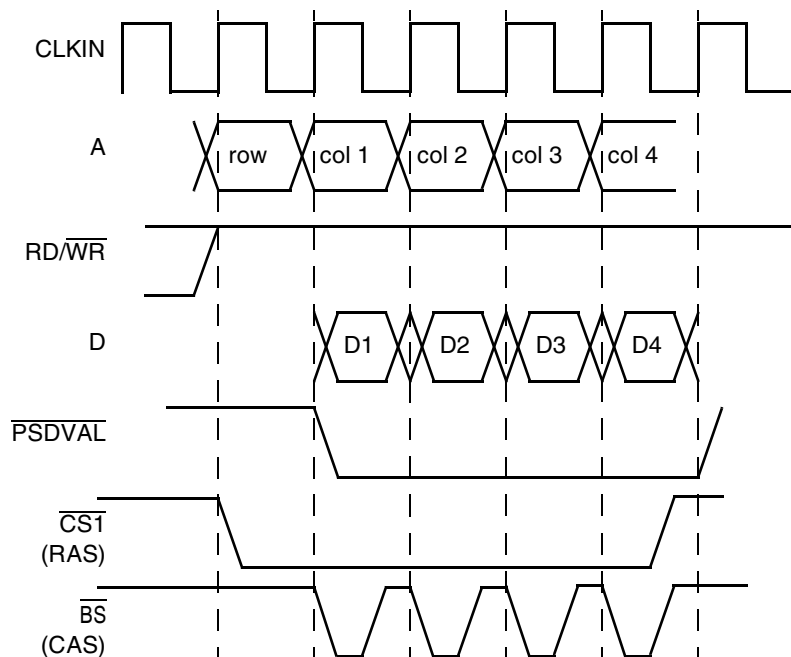 CLKIN
A
row
col 1
col 2
col 3
col 4
RD/WR
D
D1
D2
D3
D4
PSDVAL
CS1
(RAS)
BS
(CAS)